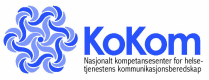 KoKom
Nasjonalt kompetansesenter for helse-
tjenestens kommunikasjonsberedskap